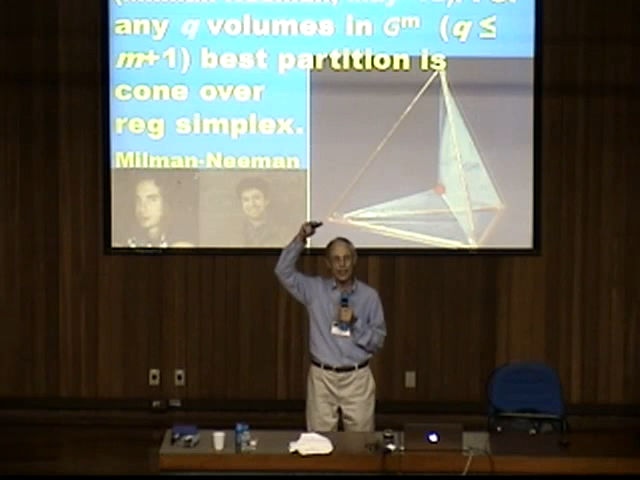 any q volumes in Gᵐ (q ≤
m+1) best partition is
cone over
reg simplex.
Milman-Neeman